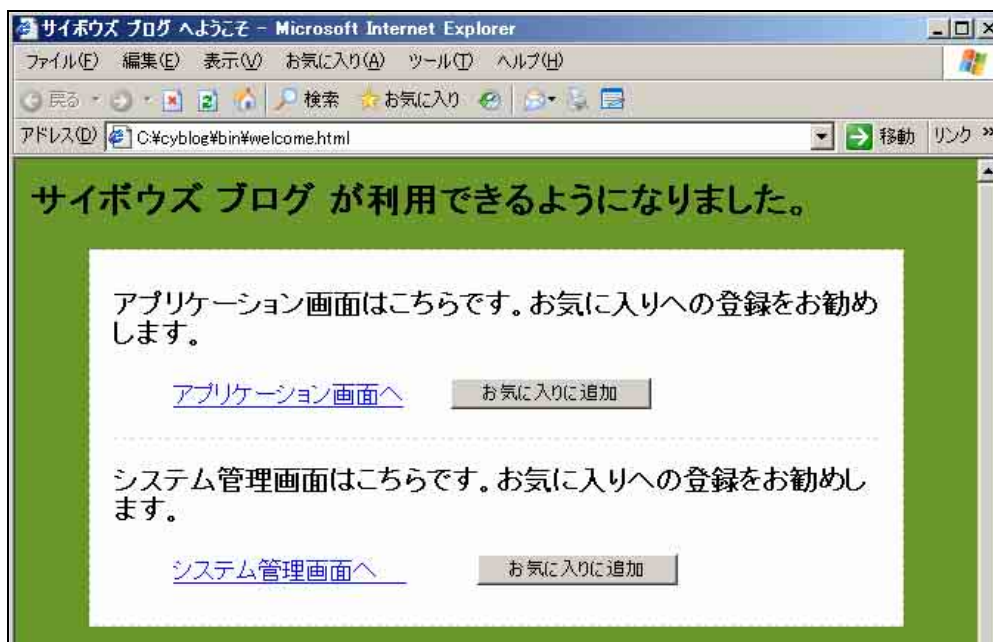 サイボウズ ブログ へようこそ - Microsoft Internet Explorer
ファイル(F) 編集(E) 表示(V) お気に入り(A) ツール(T) ヘルプ(H)
戻る 検索 お気に入り
アドレス(D) C:¥cyblog¥bin¥welcome.html 移動 リンク »
サイボウズ ブログ が利用できるようになりました。
アプリケーション画面はこちらです。お気に入りへの登録をお勧め
します。
アプリケーション画面へ お気に入りに追加
システム管理画面はこちらです。お気に入りへの登録をお勧めし
ます。
システム管理画面へ お気に入りに追加